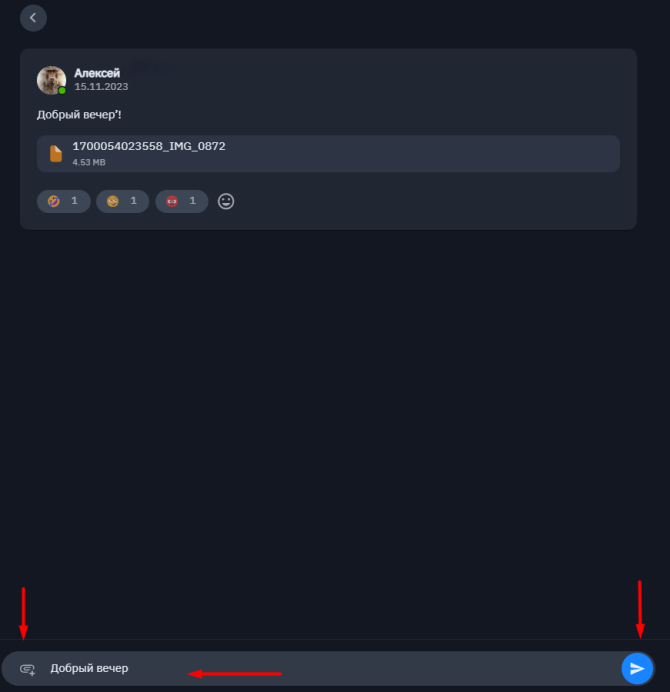 Алексей
15.11.2023
Добрый вечер'!
1700054023558_IMG_0872
4.53 MB
1 1 1
Добрый вечер